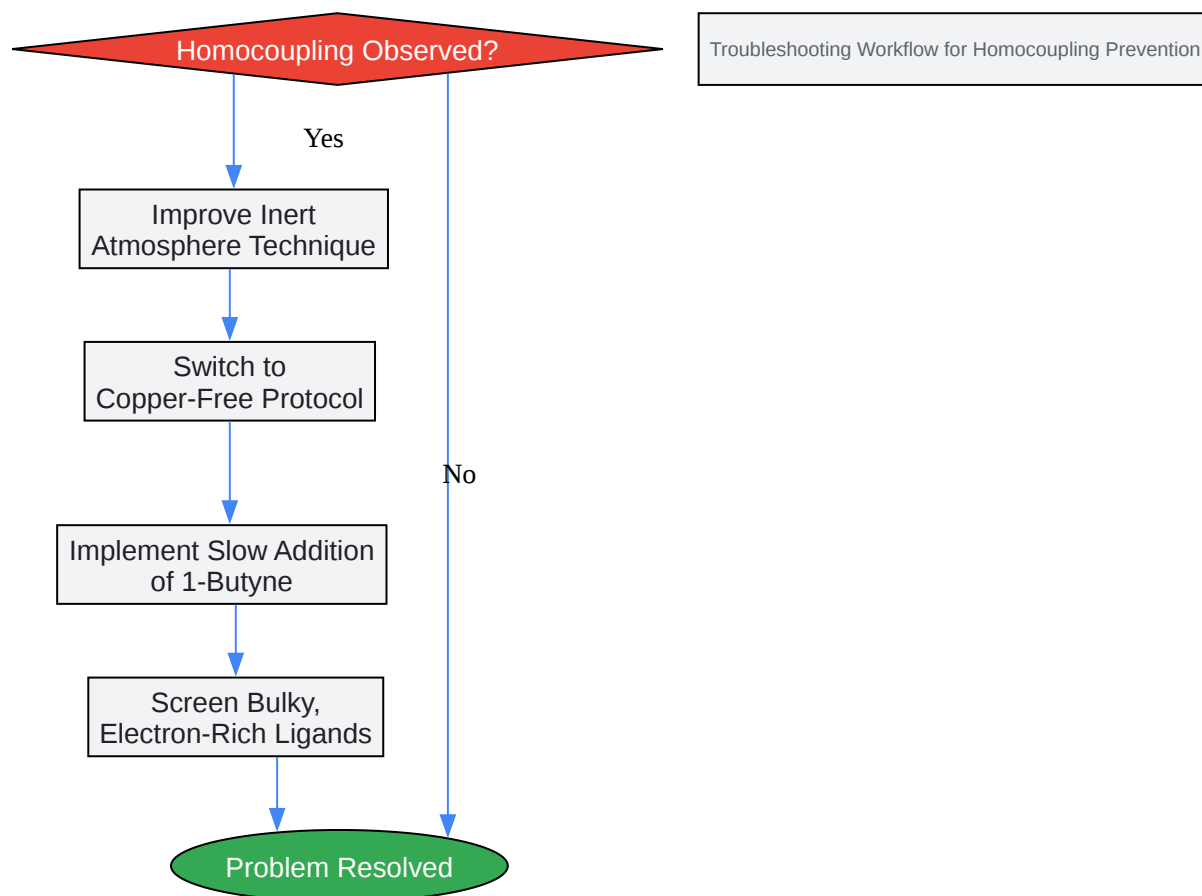 Homocoupling Observed?
Troubleshooting Workflow for Homocoupling Prevention
Yes
Improve Inert
Atmosphere Technique
Switch to
Copper-Free Protocol
No
Implement Slow Addition
of 1-Butyne
Screen Bulky,
Electron-Rich Ligands
Problem Resolved